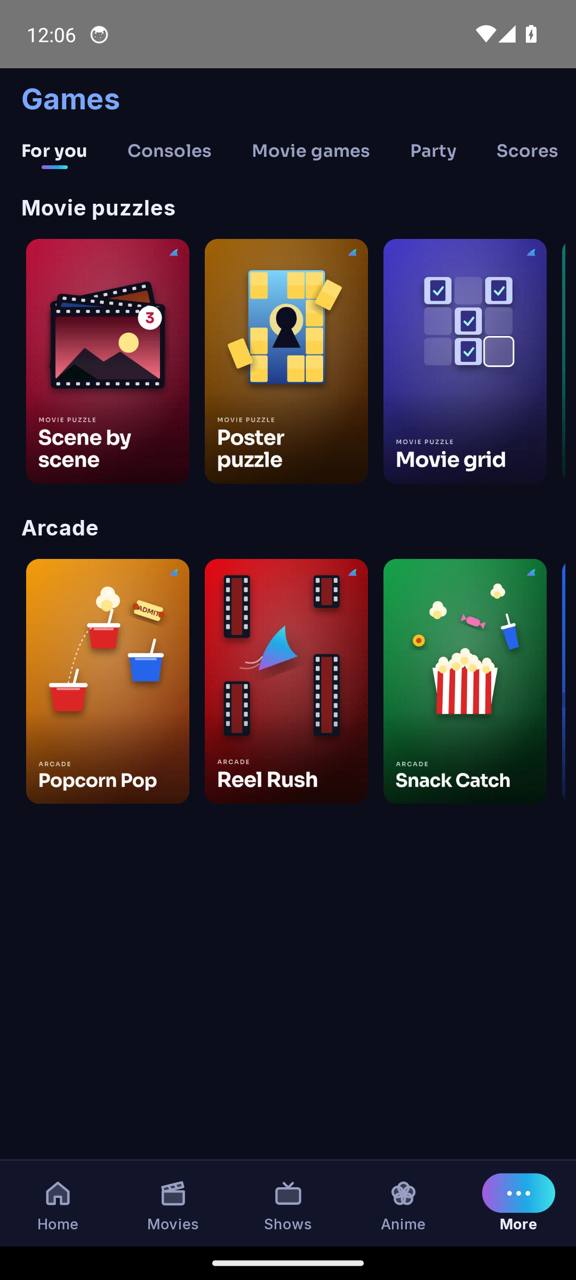 12:06
Games
For you
Consoles
Movie games
Party
Scores
Movie puzzles
3
MOVIE PUZZLE
Scene by
scene
MOVIE PUZZLE
Poster
puzzle
MOVIE PUZZLE
Movie grid
Arcade
ADMIT
ARCADE
Popcorn Pop
ARCADE
Reel Rush
ARCADE
Snack Catch
Home
Movies
Shows
Anime
More